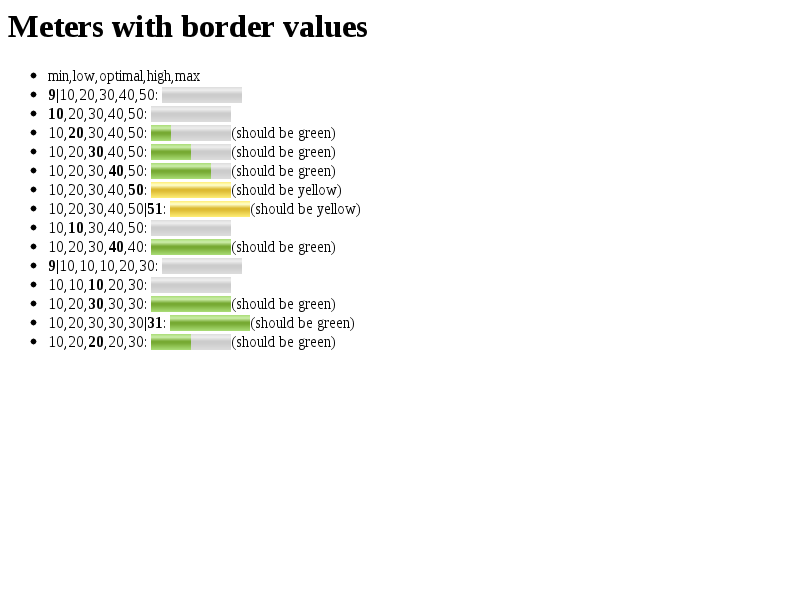 Meters with border values
min,low,optimal,high,max
9|10,20,30,40,50:
10,20,30,40,50:
10,20,30,40,50: (should be green)
10,20,30,40,50: (should be green)
10,20,30,40,50: (should be green)
10,20,30,40,50: (should be yellow)
10,20,30,40,50|51: (should be yellow)
10,10,30,40,50:
10,20,30,40,40: (should be green)
9|10,10,10,20,30:
10,10,10,20,30:
10,20,30,30,30: (should be green)
10,20,30,30,30|31: (should be green)
10,20,20,20,30: (should be green)